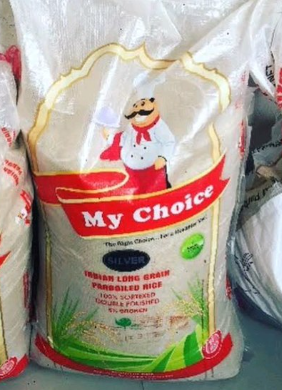 My Choice
The Right Choice... For a Healthier You
SILVER
INDIAN LONG GRAIN
PARBOILED RICE
100% SORTEXED
DOUBLE POLISHED
5% BROKEN